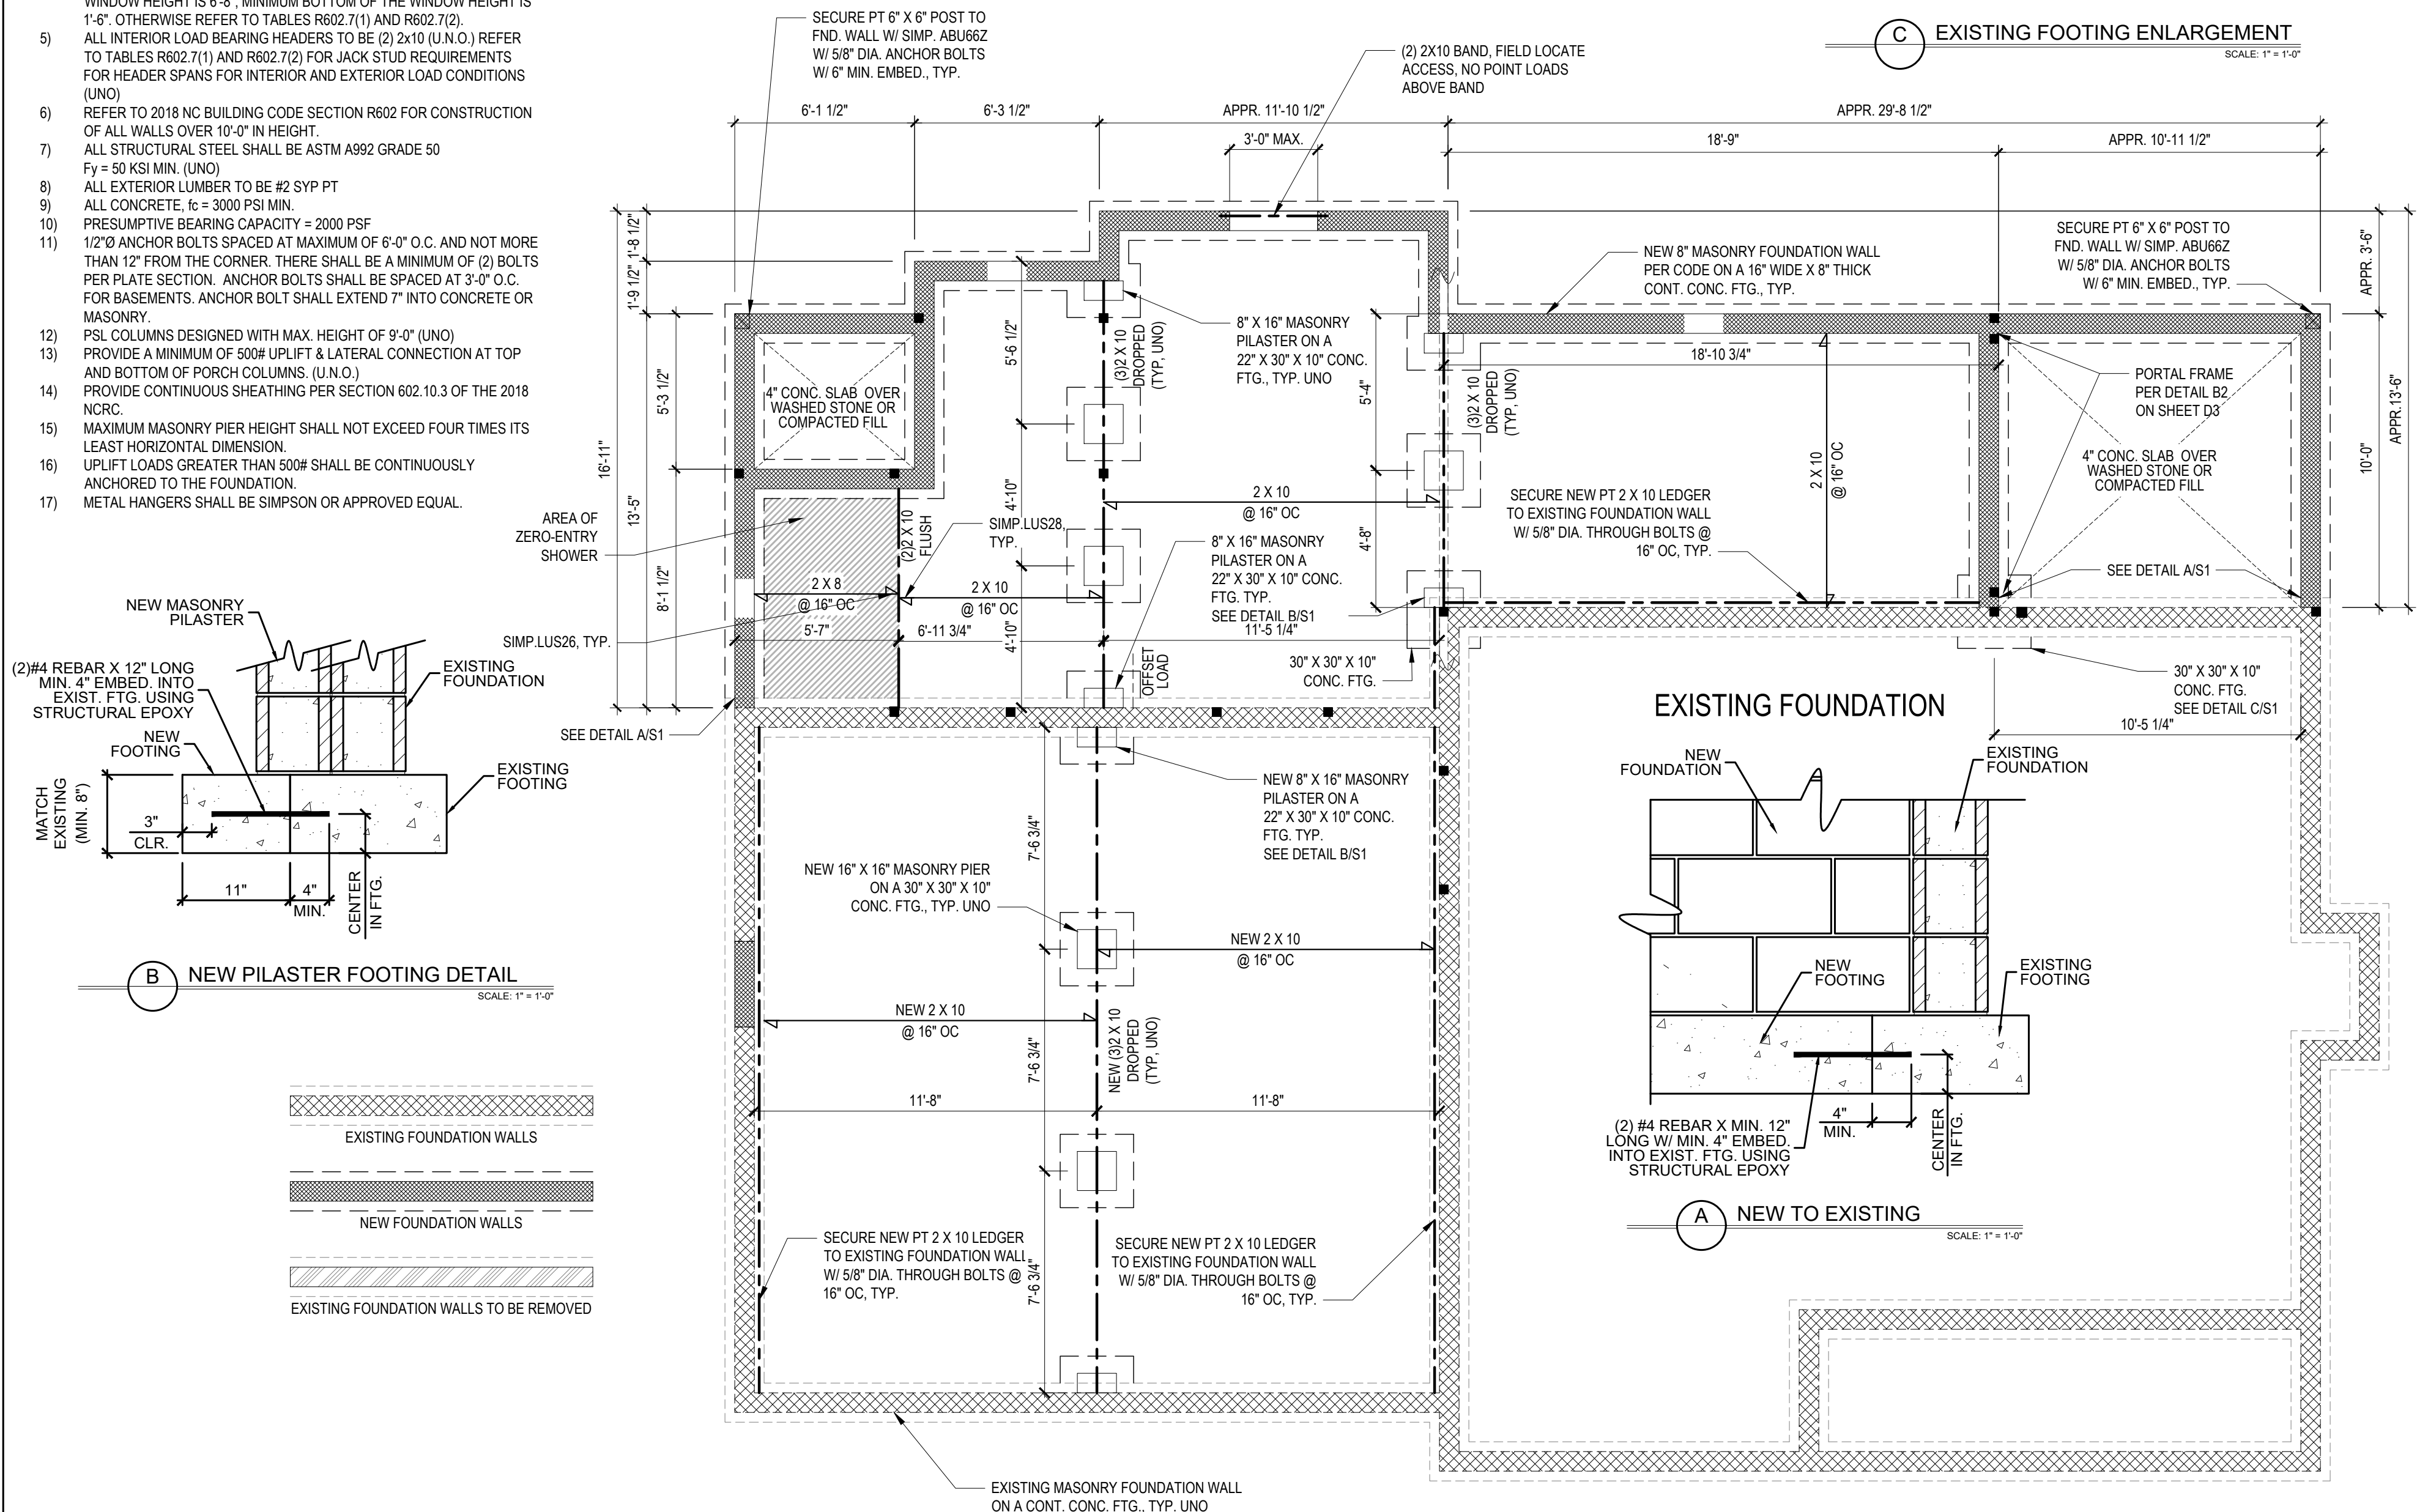 WINDOW HEIGHT IS 6'-8", MINIMUM BOTTOM OF THE WINDOW HEIGHT IS
1'-6". OTHERWISE REFER TO TABLES R602.7(1) AND R602.7(2).
5) ALL INTERIOR LOAD BEARING HEADERS TO BE (2) 2x10 (U.N.O.) REFER
TO TABLES R602.7(1) AND R602.7(2) FOR JACK STUD REQUIREMENTS
FOR HEADER SPANS FOR INTERIOR AND EXTERIOR LOAD CONDITIONS
(UNO)
6) REFER TO 2018 NC BUILDING CODE SECTION R602 FOR CONSTRUCTION
OF ALL WALLS OVER 10'-0" IN HEIGHT.
7) ALL STRUCTURAL STEEL SHALL BE ASTM A992 GRADE 50
Fy = 50 KSI MIN. (UNO)
8) ALL EXTERIOR LUMBER TO BE #2 SYP PT
9) ALL CONCRETE, fc = 3000 PSI MIN.
10) PRESUMPTIVE BEARING CAPACITY = 2000 PSF
11) 1/2"Ø ANCHOR BOLTS SPACED AT MAXIMUM OF 6'-0" O.C. AND NOT MORE
THAN 12" FROM THE CORNER. THERE SHALL BE A MINIMUM OF (2) BOLTS
PER PLATE SECTION. ANCHOR BOLTS SHALL BE SPACED AT 3'-0" O.C.
FOR BASEMENTS. ANCHOR BOLT SHALL EXTEND 7" INTO CONCRETE OR
MASONRY.
12) PSL COLUMNS DESIGNED WITH MAX. HEIGHT OF 9'-0" (UNO)
13) PROVIDE A MINIMUM OF 500# UPLIFT & LATERAL CONNECTION AT TOP
AND BOTTOM OF PORCH COLUMNS. (U.N.O.)
14) PROVIDE CONTINUOUS SHEATHING PER SECTION 602.10.3 OF THE 2018
NCRC.
15) MAXIMUM MASONRY PIER HEIGHT SHALL NOT EXCEED FOUR TIMES ITS
LEAST HORIZONTAL DIMENSION.
16) UPLIFT LOADS GREATER THAN 500# SHALL BE CONTINUOUSLY
ANCHORED TO THE FOUNDATION.
17) METAL HANGERS SHALL BE SIMPSON OR APPROVED EQUAL.
SECURE PT 6" X 6" POST TO
FND. WALL W/ SIMP. ABU66Z
W/ 5/8" DIA. ANCHOR BOLTS
W/ 6" MIN. EMBED., TYP.
(2) 2X10 BAND, FIELD LOCATE
ACCESS, NO POINT LOADS
ABOVE BAND
C EXISTING FOOTING ENLARGEMENT
SCALE: 1" = 1'-0"
6'-1 1/2"
6'-3 1/2"
APPR. 11'-10 1/2"
APPR. 29'-8 1/2"
3'-0" MAX.
18'-9"
APPR. 10'-11 1/2"
1'-8 1/2"
1'-9 1/2"
5'-3 1/2"
16'-11"
13'-5"
8'-1 1/2"
NEW 8" MASONRY FOUNDATION WALL
PER CODE ON A 16" WIDE X 8" THICK
CONT. CONC. FTG., TYP.
SECURE PT 6" X 6" POST TO
FND. WALL W/ SIMP. ABU66Z
W/ 5/8" DIA. ANCHOR BOLTS
W/ 6" MIN. EMBED., TYP.
APPR. 3'-6"
10'-0"
APPR.13'-6"
8" X 16" MASONRY
PILASTER ON A
22" X 30" X 10" CONC.
FTG., TYP. UNO
5'-6 1/2"
(3)2 X 10
DROPPED
(TYP, UNO)
5'-4"
(3)2 X 10
DROPPED
(TYP, UNO)
18'-10 3/4"
PORTAL FRAME
PER DETAIL B2
ON SHEET D3
4" CONC. SLAB OVER
WASHED STONE OR
COMPACTED FILL
4" CONC. SLAB OVER
WASHED STONE OR
COMPACTED FILL
2 X 10
@ 16" OC
AREA OF
ZERO-ENTRY
SHOWER
(2)2 X 10
FLUSH
SIMP.LUS28,
TYP.
4'-10"
2 X 10
@ 16" OC
4'-8"
SECURE NEW PT 2 X 10 LEDGER
TO EXISTING FOUNDATION WALL
W/ 5/8" DIA. THROUGH BOLTS @
16" OC, TYP.
8" X 16" MASONRY
PILASTER ON A
22" X 30" X 10" CONC.
FTG. TYP.
SEE DETAIL B/S1
SEE DETAIL A/S1
2 X 8
@ 16" OC
2 X 10
@ 16" OC
SIMP.LUS26, TYP.
5'-7"
6'-11 3/4"
4'-10"
11'-5 1/4"
OFFSET
LOAD
30" X 30" X 10"
CONC. FTG.
30" X 30" X 10"
CONC. FTG.
SEE DETAIL C/S1
10'-5 1/4"
SEE DETAIL A/S1
EXISTING FOUNDATION
NEW MASONRY
PILASTER
(2)#4 REBAR X 12" LONG
MIN. 4" EMBED. INTO
EXIST. FTG. USING
STRUCTURAL EPOXY
EXISTING
FOUNDATION
NEW
FOOTING
EXISTING
FOOTING
MATCH
EXISTING
(MIN. 8")
3"
CLR.
11"
4"
MIN.
CENTER
IN FTG.
B NEW PILASTER FOOTING DETAIL
SCALE: 1" = 1'-0"
NEW 8" X 16" MASONRY
PILASTER ON A
22" X 30" X 10" CONC.
FTG. TYP.
SEE DETAIL B/S1
7'-6 3/4"
NEW 16" X 16" MASONRY PIER
ON A 30" X 30" X 10"
CONC. FTG., TYP. UNO
NEW 2 X 10
@ 16" OC
NEW 2 X 10
@ 16" OC
7'-6 3/4"
NEW (3)2 X 10
DROPPED
(TYP, UNO)
11'-8"
11'-8"
SECURE NEW PT 2 X 10 LEDGER
TO EXISTING FOUNDATION WALL
W/ 5/8" DIA. THROUGH BOLTS @
16" OC, TYP.
7'-6 3/4"
SECURE NEW PT 2 X 10 LEDGER
TO EXISTING FOUNDATION WALL
W/ 5/8" DIA. THROUGH BOLTS @
16" OC, TYP.
NEW
FOUNDATION
EXISTING
FOUNDATION
NEW
FOOTING
EXISTING
FOOTING
(2) #4 REBAR X MIN. 12"
LONG W/ MIN. 4" EMBED.
INTO EXIST. FTG. USING
STRUCTURAL EPOXY
4"
MIN.
CENTER
IN FTG.
A NEW TO EXISTING
SCALE: 1" = 1'-0"
EXISTING FOUNDATION WALLS
NEW FOUNDATION WALLS
EXISTING FOUNDATION WALLS TO BE REMOVED
EXISTING MASONRY FOUNDATION WALL
ON A CONT. CONC. FTG., TYP. UNO